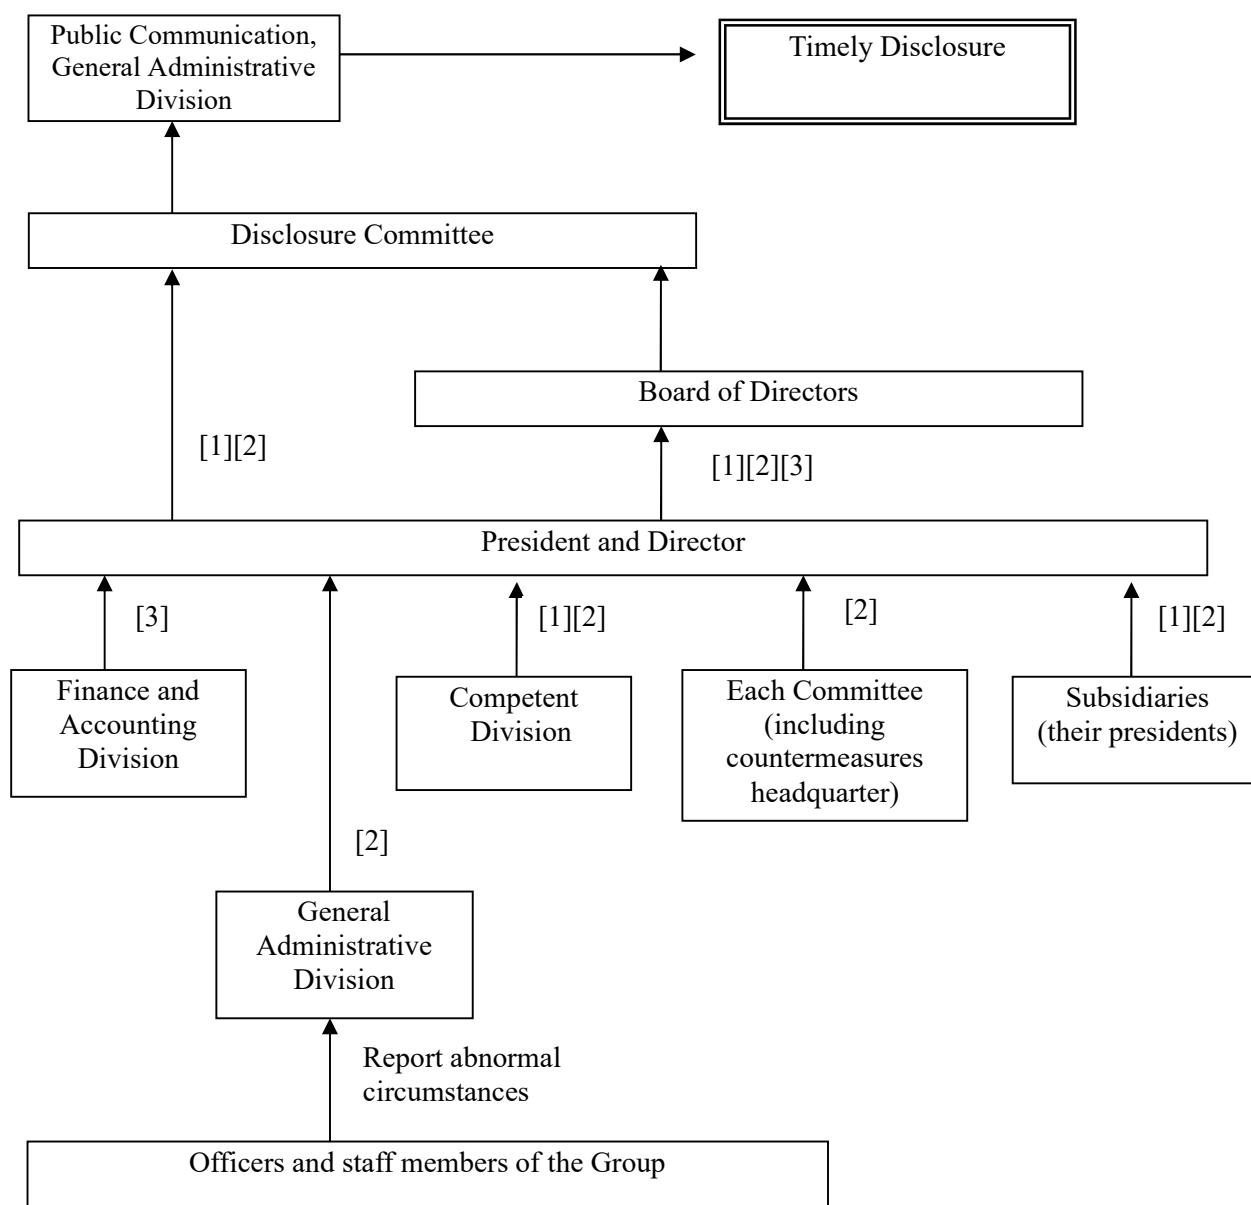 Public Communication,
General Administrative
Division
Timely Disclosure
Disclosure Committee
Board of Directors
[1][2]
[1][2][3]
President and Director
[3]
[1][2]
[2]
[1][2]
Finance and
Accounting
Division
Competent
Division
Each Committee
(including
countermeasures
headquarter)
Subsidiaries
(their presidents)
[2]
General
Administrative
Division
Report abnormal
circumstances
Officers and staff members of the Group